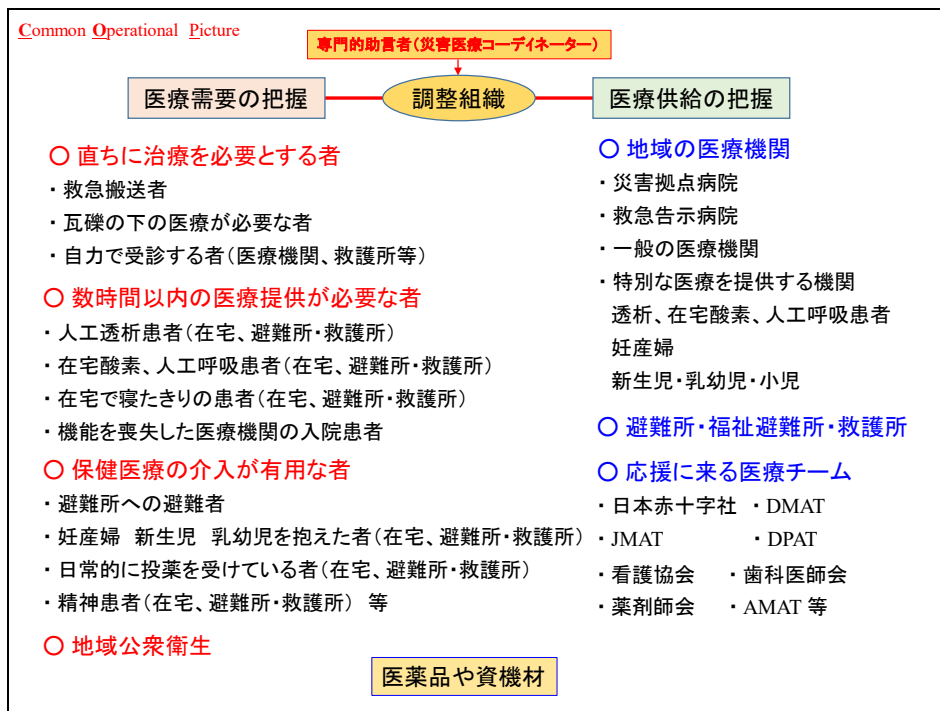 Common Operational Picture
専門的助言者(災害医療コーディネーター)
医療需要の把握
調整組織
医療供給の把握
〇 直ちに治療を必要とする者
・ 救急搬送者
・ 瓦礫の下の医療が必要な者
・ 自力で受診する者(医療機関、救護所等)
〇 数時間以内の医療提供が必要な者
・ 人工透析患者(在宅、避難所・救護所)
・ 在宅酸素、人工呼吸患者(在宅、避難所・救護所)
・ 在宅で寝たきりの患者(在宅、避難所・救護所)
・ 機能を喪失した医療機関の入院患者
〇 保健医療の介入が有用な者
・ 避難所への避難者
・ 妊産婦 新生児 乳幼児を抱えた者(在宅、避難所・救護所)
・ 日常的に投薬を受けている者(在宅、避難所・救護所)
・ 精神患者(在宅、避難所・救護所) 等
〇 地域公衆衛生
〇 地域の医療機関
・ 災害拠点病院
・ 救急告示病院
・ 一般の医療機関
・ 特別な医療を提供する機関
透析、在宅酸素、人工呼吸患者
妊産婦
新生児・乳幼児・小児
〇 避難所・福祉避難所・救護所
〇 応援に来る医療チーム
・ 日本赤十字社 ・ DMAT
・ JMAT ・ DPAT
・ 看護協会 ・ 歯科医師会
・ 薬剤師会 ・ AMAT 等
医薬品や資機材